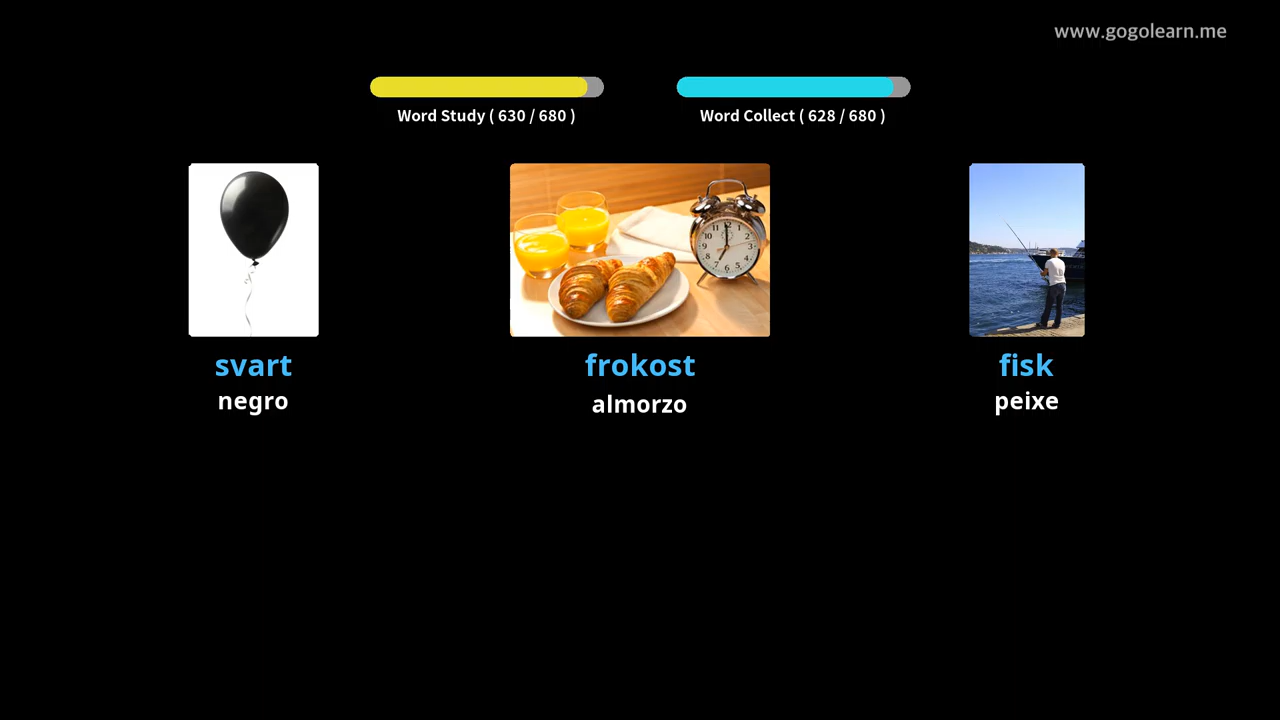 www.gogolearn.me
Word Study ( 630 / 680 )
Word Collect ( 628 / 680 )
svart
negro
frokost
almorzo
fisk
peixe